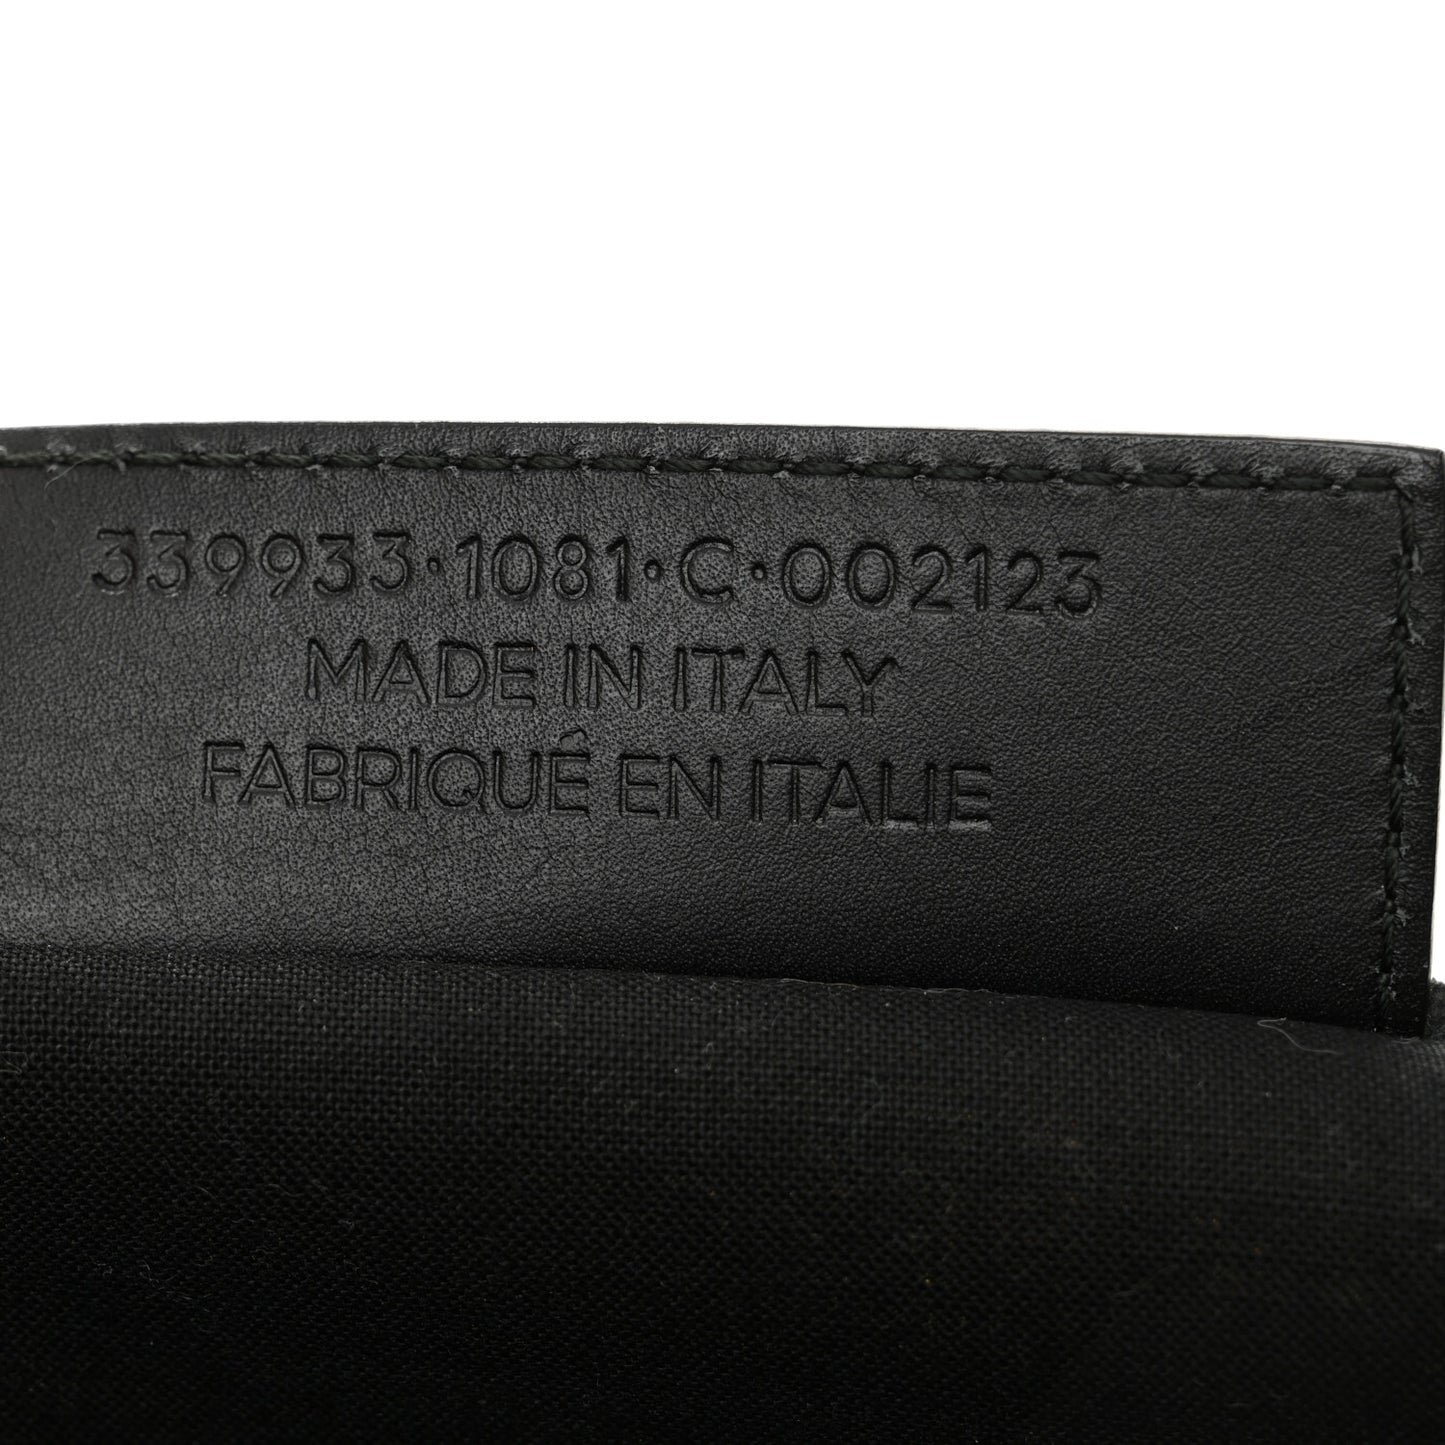 339933·1081·C·002123
MADE IN ITALY
FABRIQUÉ EN ITALIE